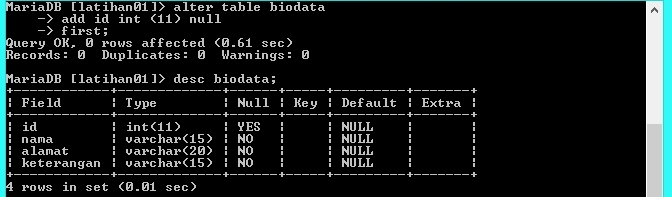 MariaDB [latihan01]> alter table biodata
    -> add id int (11) null
    -> first;
Query OK, 0 rows affected (0.61 sec)
Records: 0  Duplicates: 0  Warnings: 0
MariaDB [latihan01]> desc biodata;
+------------+-------------+------+-----+---------+-------+
| Field      | Type        | Null | Key | Default | Extra |
+------------+-------------+------+-----+---------+-------+
| id         | int(11)     | YES  |     | NULL    |       |
| nama       | varchar(15) | NO   |     | NULL    |       |
| alamat     | varchar(20) | NO   |     | NULL    |       |
| keterangan | varchar(15) | NO   |     | NULL    |       |
+------------+-------------+------+-----+---------+-------+
4 rows in set (0.01 sec)